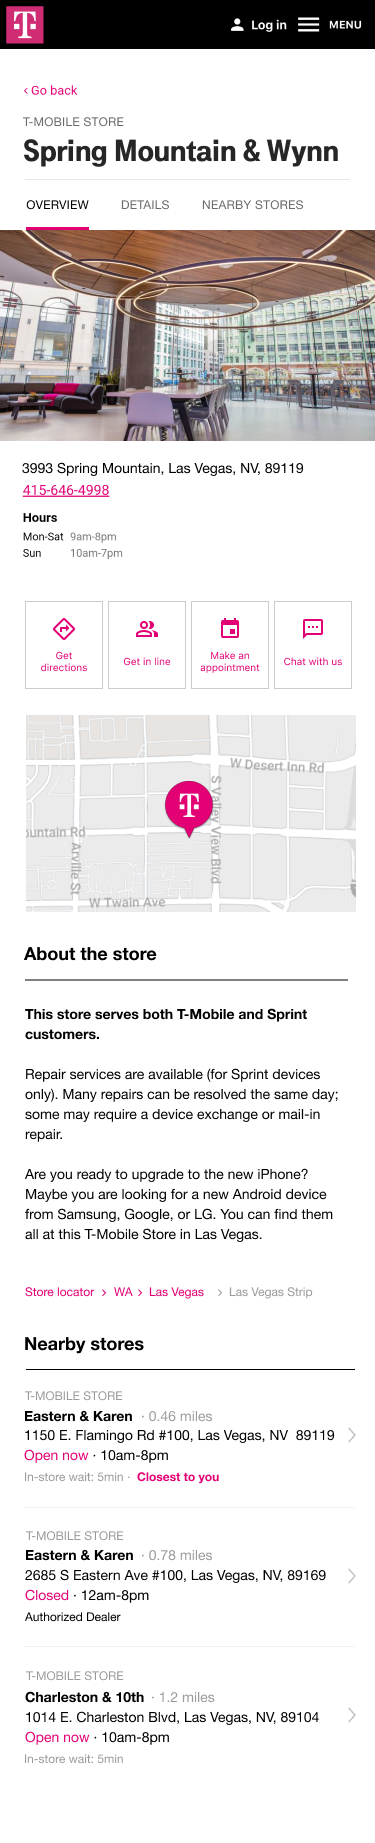 T
Log in
MENU
‹ Go back
T-MOBILE STORE
Spring Mountain & Wynn
OVERVIEW DETAILS NEARBY STORES
3993 Spring Mountain, Las Vegas, NV, 89119
415-646-4998
Hours
Mon-Sat 9am-8pm
Sun 10am-7pm
Get
directions
Get in line
Make an
appointment
Chat with us
W Desert Inn Rd
S Valley View Blvd
T
ountain Rd
Arville St
W Twain Ave
About the store
This store serves both T-Mobile and Sprint
customers.
Repair services are available (for Sprint devices
only). Many repairs can be resolved the same day;
some may require a device exchange or mail-in
repair.
Are you ready to upgrade to the new iPhone?
Maybe you are looking for a new Android device
from Samsung, Google, or LG. You can find them
all at this T-Mobile Store in Las Vegas.
Store locator › WA › Las Vegas › Las Vegas Strip
Nearby stores
T-MOBILE STORE
Eastern & Karen · 0.46 miles
1150 E. Flamingo Rd #100, Las Vegas, NV 89119
Open now · 10am-8pm
In-store wait: 5min · Closest to you
T-MOBILE STORE
Eastern & Karen · 0.78 miles
2685 S Eastern Ave #100, Las Vegas, NV, 89169
Closed · 12am-8pm
Authorized Dealer
T-MOBILE STORE
Charleston & 10th · 1.2 miles
1014 E. Charleston Blvd, Las Vegas, NV, 89104
Open now · 10am-8pm
In-store wait: 5min